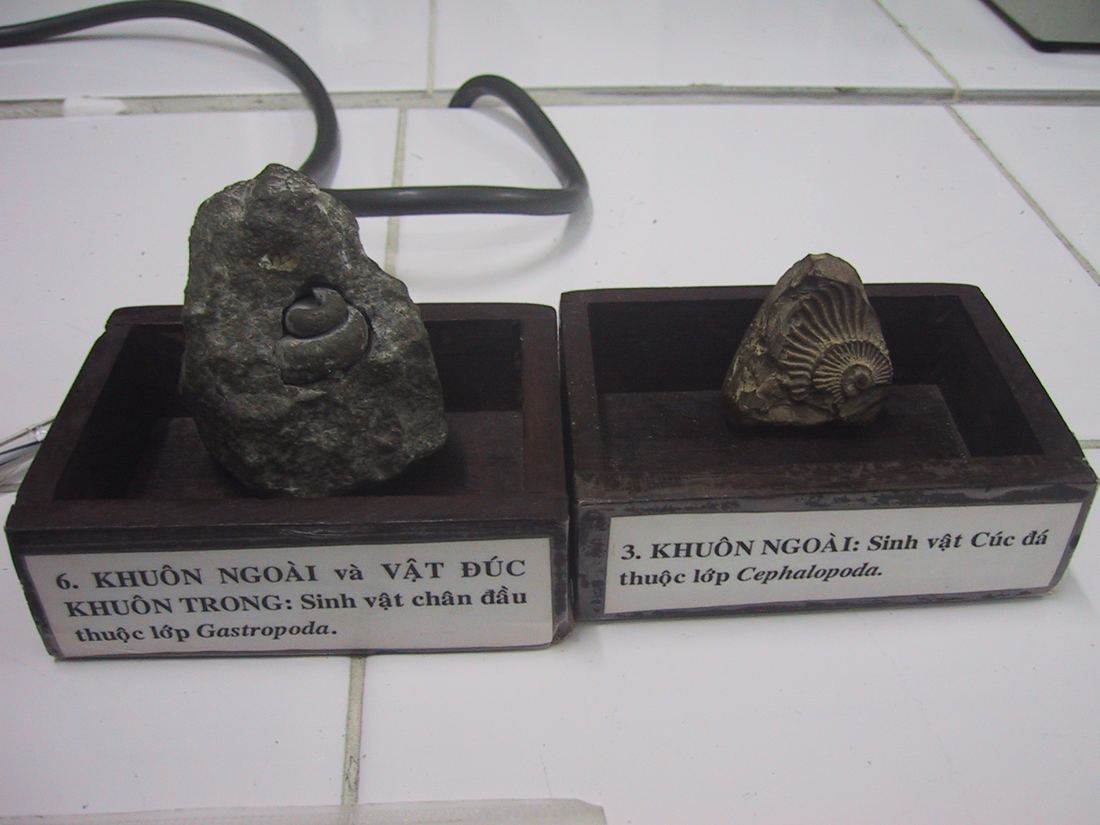 6. KHUÔN NGOÀI và VẬT ĐÚC
KHUÔN TRONG: Sinh vật chân đầu
thuộc lớp Gastropoda.
3. KHUÔN NGOÀI: Sinh vật Cúc đá
thuộc lớp Cephalopoda.